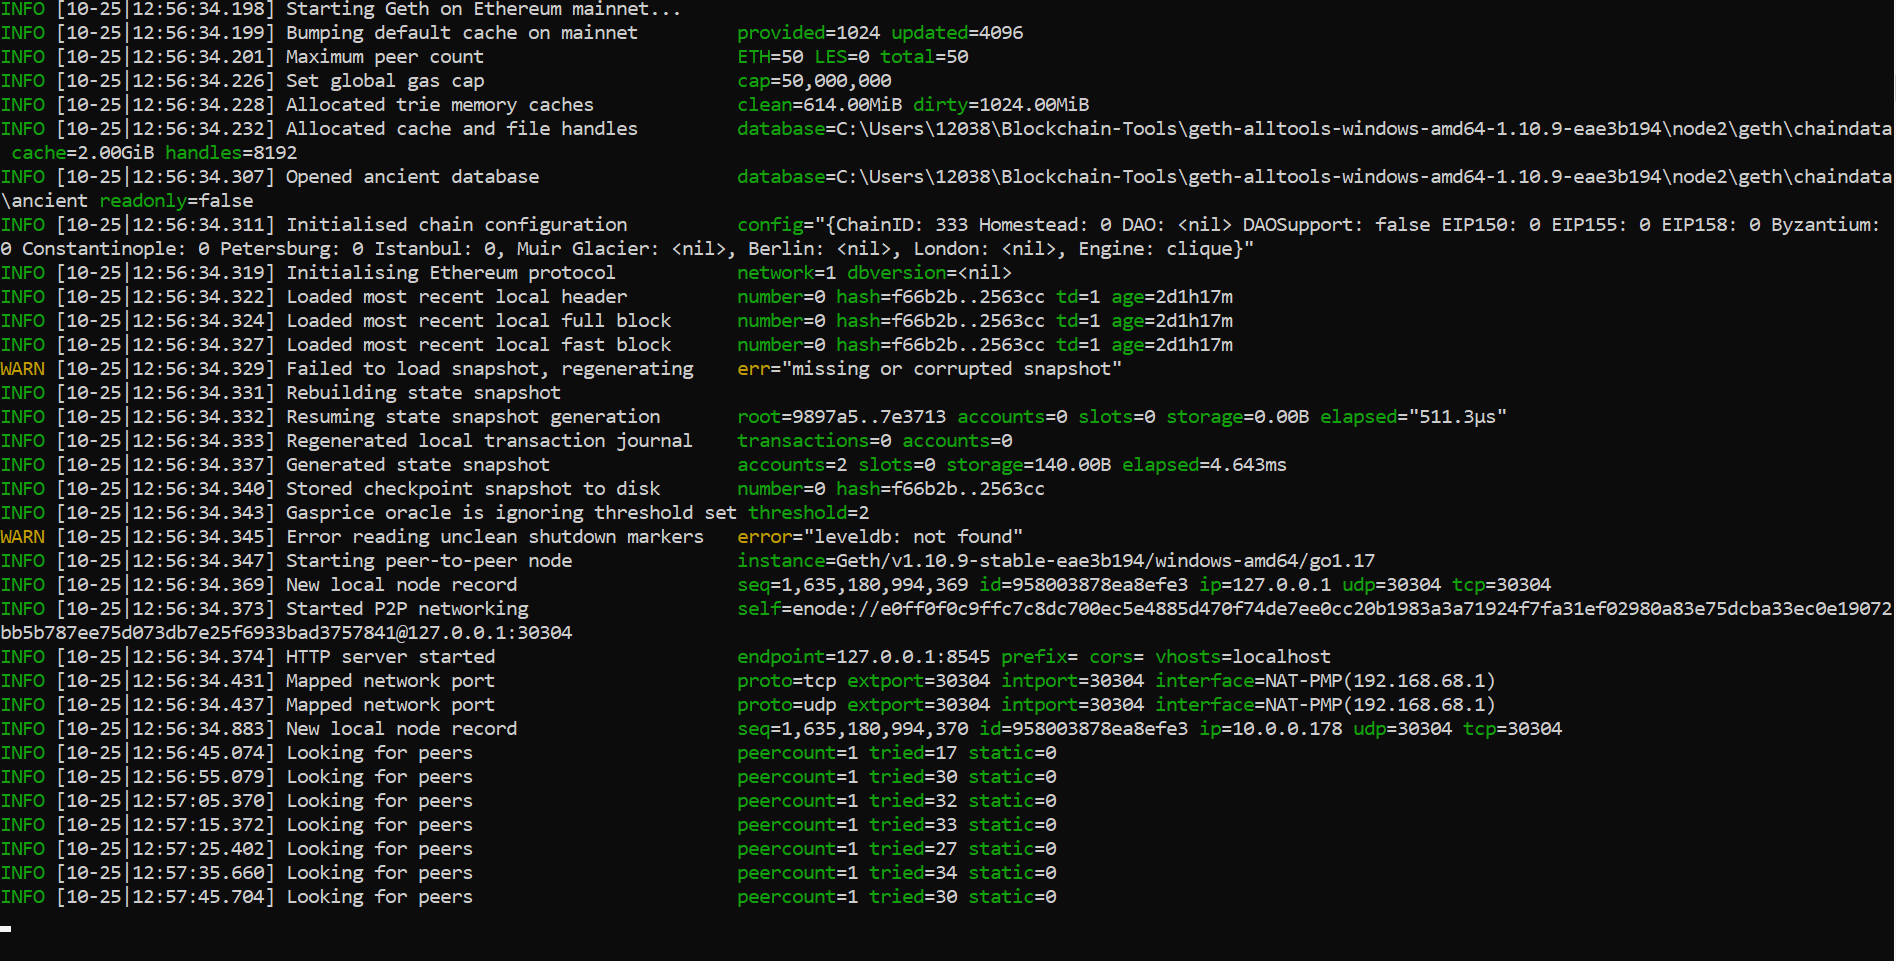 INFO [10-25|12:56:34.198] Starting Geth on Ethereum mainnet...
INFO [10-25|12:56:34.199] Bumping default cache on mainnet         provided=1024 updated=4096
INFO [10-25|12:56:34.201] Maximum peer count                       ETH=50 LES=0 total=50
INFO [10-25|12:56:34.226] Set global gas cap                       cap=50,000,000
INFO [10-25|12:56:34.228] Allocated trie memory caches             clean=614.00MiB dirty=1024.00MiB
INFO [10-25|12:56:34.232] Allocated cache and file handles         database=C:\Users\12038\Blockchain-Tools\geth-alltools-windows-amd64-1.10.9-eae3b194\node2\geth\chaindata
 cache=2.00GiB handles=8192
INFO [10-25|12:56:34.307] Opened ancient database                  database=C:\Users\12038\Blockchain-Tools\geth-alltools-windows-amd64-1.10.9-eae3b194\node2\geth\chaindata
\ancient readonly=false
INFO [10-25|12:56:34.311] Initialised chain configuration          config="{ChainID: 333 Homestead: 0 DAO: <nil> DAOSupport: false EIP150: 0 EIP155: 0 EIP158: 0 Byzantium:
0 Constantinople: 0 Petersburg: 0 Istanbul: 0, Muir Glacier: <nil>, Berlin: <nil>, London: <nil>, Engine: clique}"
INFO [10-25|12:56:34.319] Initialising Ethereum protocol           network=1 dbversion=<nil>
INFO [10-25|12:56:34.322] Loaded most recent local header          number=0 hash=f66b2b..2563cc td=1 age=2d1h17m
INFO [10-25|12:56:34.324] Loaded most recent local full block      number=0 hash=f66b2b..2563cc td=1 age=2d1h17m
INFO [10-25|12:56:34.327] Loaded most recent local fast block      number=0 hash=f66b2b..2563cc td=1 age=2d1h17m
WARN [10-25|12:56:34.329] Failed to load snapshot, regenerating    err="missing or corrupted snapshot"
INFO [10-25|12:56:34.331] Rebuilding state snapshot
INFO [10-25|12:56:34.332] Resuming state snapshot generation       root=9897a5..7e3713 accounts=0 slots=0 storage=0.00B elapsed="511.3µs"
INFO [10-25|12:56:34.333] Regenerated local transaction journal    transactions=0 accounts=0
INFO [10-25|12:56:34.337] Generated state snapshot                 accounts=2 slots=0 storage=140.00B elapsed=4.643ms
INFO [10-25|12:56:34.340] Stored checkpoint snapshot to disk       number=0 hash=f66b2b..2563cc
INFO [10-25|12:56:34.343] Gasprice oracle is ignoring threshold set threshold=2
WARN [10-25|12:56:34.345] Error reading unclean shutdown markers   error="leveldb: not found"
INFO [10-25|12:56:34.347] Starting peer-to-peer node               instance=Geth/v1.10.9-stable-eae3b194/windows-amd64/go1.17
INFO [10-25|12:56:34.369] New local node record                    seq=1,635,180,994,369 id=958003878ea8efe3 ip=127.0.0.1 udp=30304 tcp=30304
INFO [10-25|12:56:34.373] Started P2P networking                   self=enode://e0ff0f0c9ffc7c8dc700ec5e4885d470f74de7ee0cc20b1983a3a71924f7fa31ef02980a83e75dcba33ec0e19072
bb5b787ee75d073db7e25f6933bad3757841@127.0.0.1:30304
INFO [10-25|12:56:34.374] HTTP server started                      endpoint=127.0.0.1:8545 prefix= cors= vhosts=localhost
INFO [10-25|12:56:34.431] Mapped network port                      proto=tcp extport=30304 intport=30304 interface=NAT-PMP(192.168.68.1)
INFO [10-25|12:56:34.437] Mapped network port                      proto=udp extport=30304 intport=30304 interface=NAT-PMP(192.168.68.1)
INFO [10-25|12:56:34.883] New local node record                    seq=1,635,180,994,370 id=958003878ea8efe3 ip=10.0.0.178 udp=30304 tcp=30304
INFO [10-25|12:56:45.074] Looking for peers                        peercount=1 tried=17 static=0
INFO [10-25|12:56:55.079] Looking for peers                        peercount=1 tried=30 static=0
INFO [10-25|12:57:05.370] Looking for peers                        peercount=1 tried=32 static=0
INFO [10-25|12:57:15.372] Looking for peers                        peercount=1 tried=33 static=0
INFO [10-25|12:57:25.402] Looking for peers                        peercount=1 tried=27 static=0
INFO [10-25|12:57:35.660] Looking for peers                        peercount=1 tried=34 static=0
INFO [10-25|12:57:45.704] Looking for peers                        peercount=1 tried=30 static=0